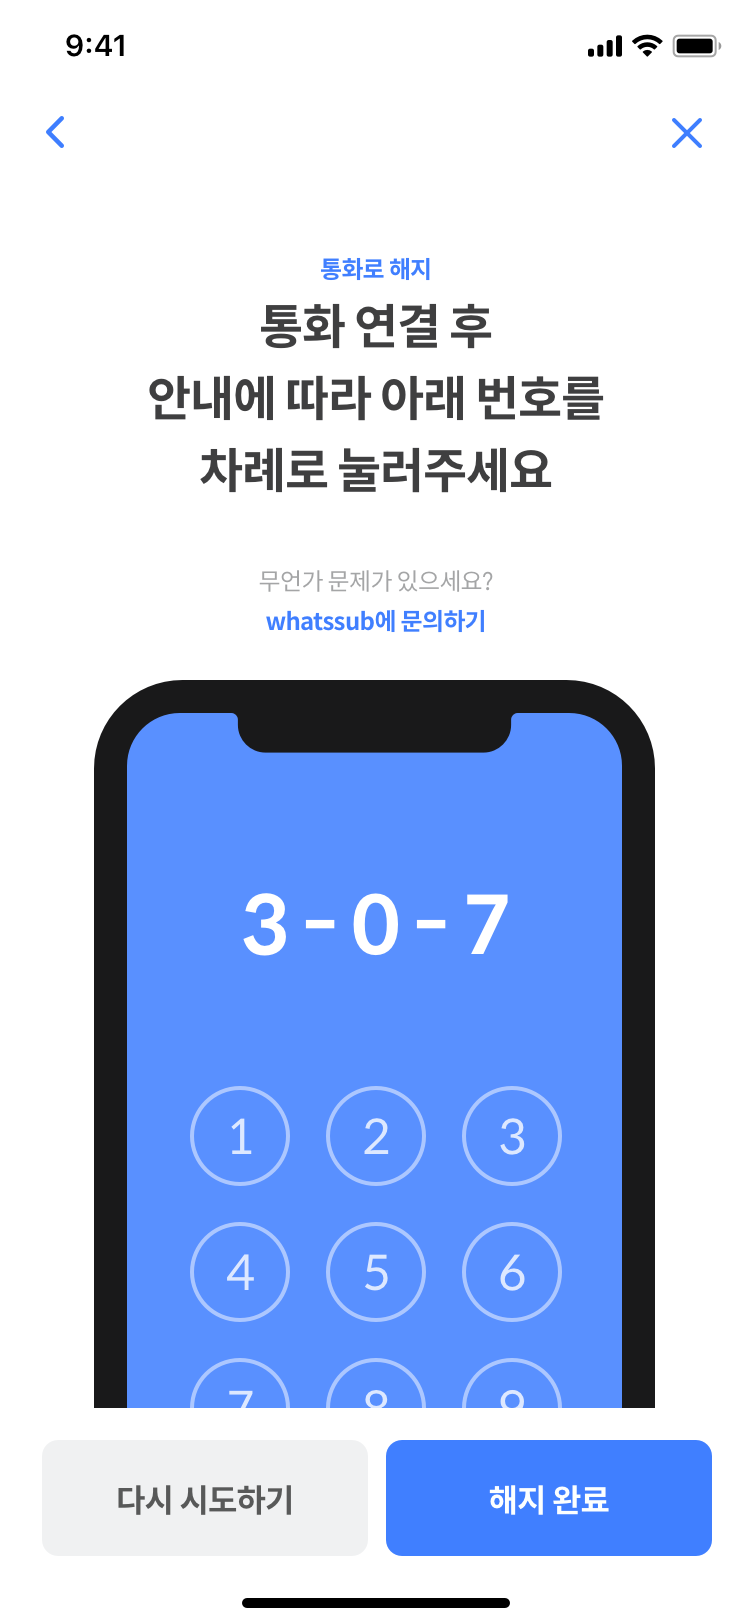 9:41
통화로 해지
통화 연결 후
안내에 따라 아래 번호를
차례로 눌러주세요
무언가 문제가 있으세요?
whatssub에 문의하기
3-0-7
1 2 3
4 5 6
7 8 9
다시 시도하기 해지 완료